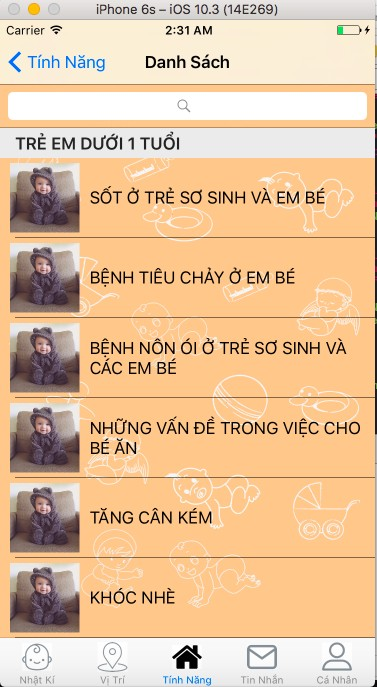 iPhone 6s – iOS 10.3 (14E269)
Carrier 2:31 AM
Tính Năng Danh Sách
TRẺ EM DƯỚI 1 TUỔI
SỐT Ở TRẺ SƠ SINH VÀ EM BÉ
BỆNH TIÊU CHẢY Ở EM BÉ
BỆNH NÔN ÓI Ở TRẺ SƠ SINH VÀ
CÁC EM BÉ
NHỮNG VẤN ĐỀ TRONG VIỆC CHO
BÉ ĂN
TĂNG CÂN KÉM
KHÓC NHÈ
Nhật Kí Vị Trí Tính Năng Tin Nhắn Cá Nhân